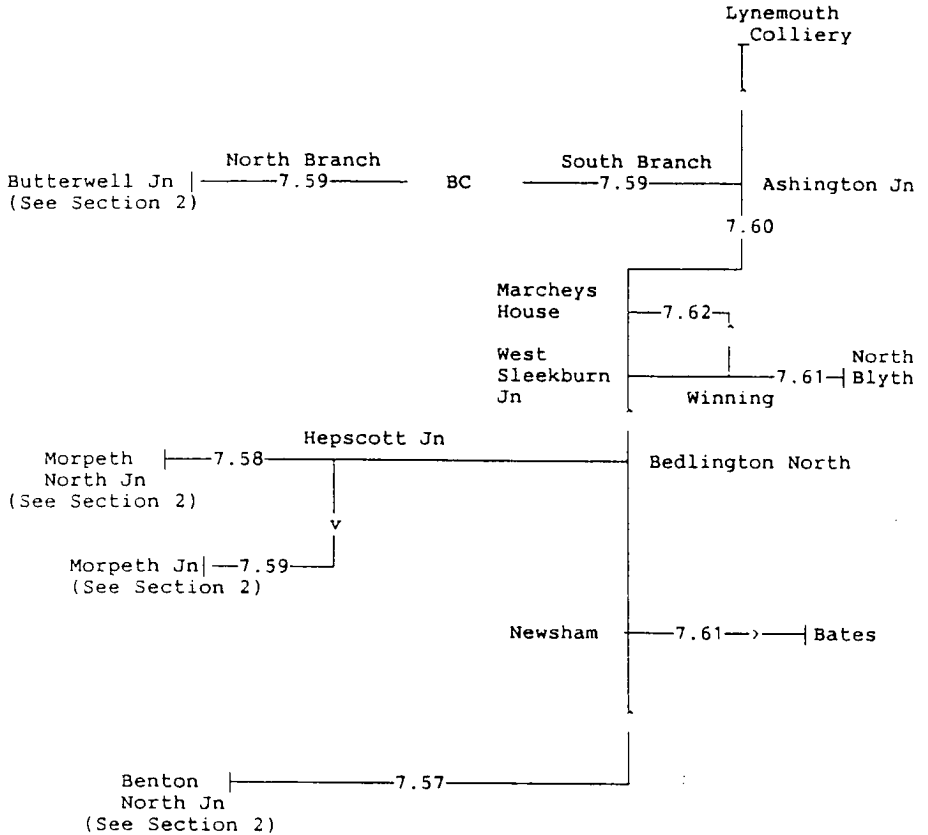 Lynemouth
Colliery
North Branch
South Branch
Butterwell Jn
7.59
BC
7.59
Ashington Jn
(See Section 2)
7.60
Marcheys
House
7.62
West
Sleekburn
Jn
North
Blyth
7.61
Winning
Hepscott Jn
Morpeth
North Jn
(See Section 2)
7.58
Bedlington North
v
Morpeth Jn
7.59
(See Section 2)
Newsham
7.61
Bates
Benton
North Jn
(See Section 2)
7.57